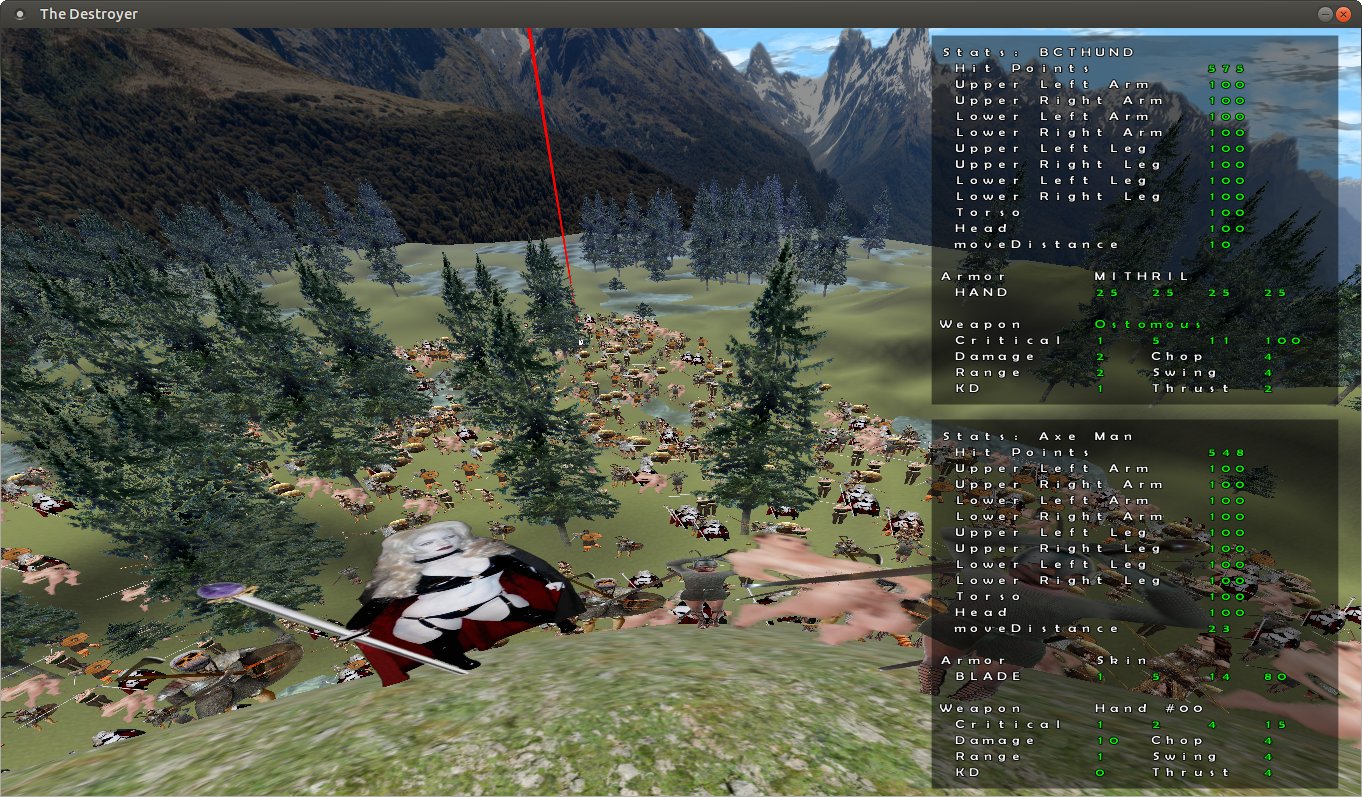 The Destroyer
Stats: BCTHUND
Hit Points 575
Upper Left Arm 100
Upper Right Arm 100
Lower Left Arm 100
Lower Right Arm 100
Upper Left Leg 100
Upper Right Leg 100
Lower Left Leg 100
Lower Right Leg 100
Torso 100
Head 100
moveDistance 10
Armor MITHRIL
HAND 25 25 25 25
Weapon Ostomous
Critical 1 5 11 100
Damage 2 Chop 4
Range 2 Swing 4
KD 1 Thrust 2
Stats: Axe Man
Hit Points 548
Upper Left Arm 100
Upper Right Arm 100
Lower Left Arm 100
Lower Right Arm 100
Upper Left Leg 100
Upper Right Leg 100
Lower Left Leg 100
Lower Right Leg 100
Torso 100
Head 100
moveDistance 23
Armor Skin
BLADE 1 5 14 80
Weapon Hand #00
Critical 1 2 4 15
Damage 10 Chop 4
Range 1 Swing 4
KD 0 Thrust 4